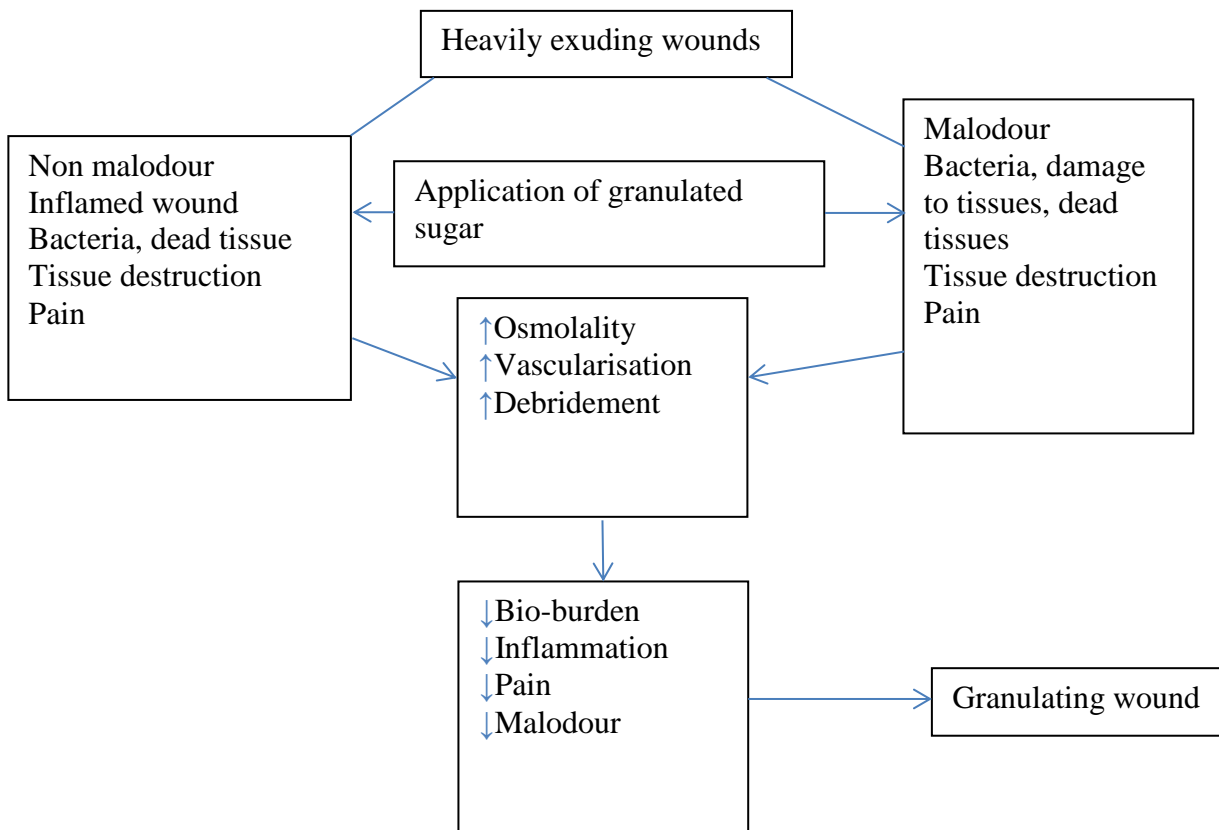 Heavily exuding wounds
Non malodour
Inflamed wound
Bacteria, dead tissue
Tissue destruction
Pain
Application of granulated
sugar
Malodour
Bacteria, damage
to tissues, dead
tissues
Tissue destruction
Pain
↑Osmolality
↑Vascularisation
↑Debridement
↓Bio-burden
↓Inflammation
↓Pain
↓Malodour
Granulating wound